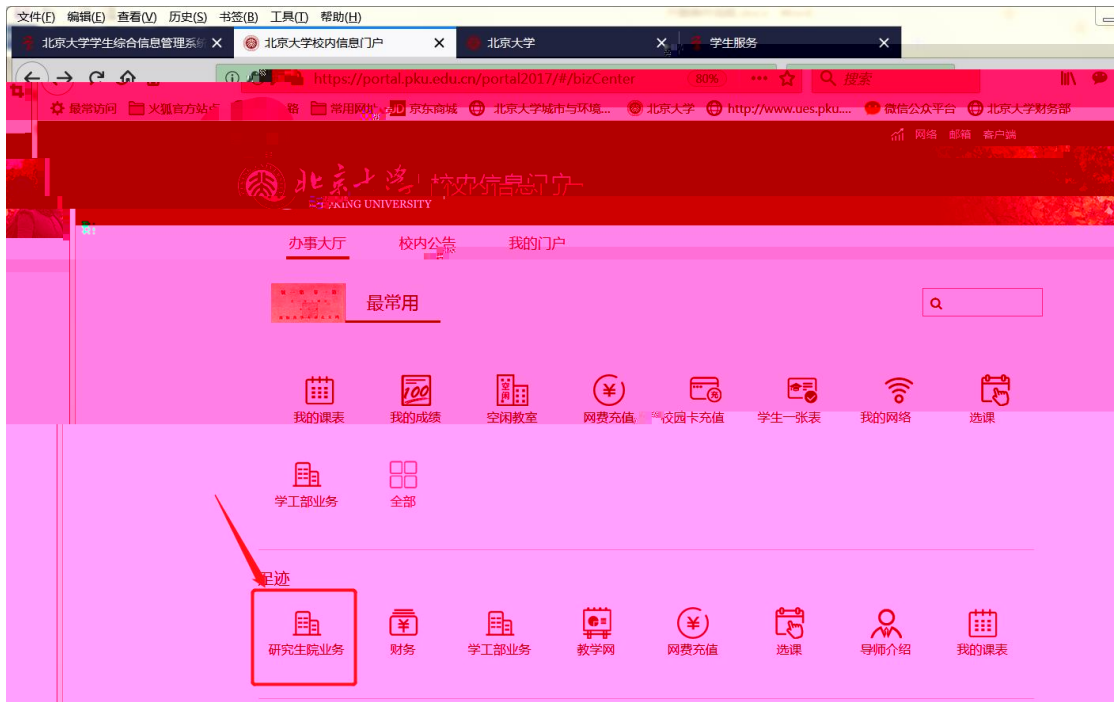 文件(F) 编辑(E) 查看(V) 历史(S) 书签(B) 工具(T) 帮助(H)
北京大学学生综合信息管理系统 北京大学校内信息门户 北京大学 学生服务
https://portal.pku.edu.cn/portal2017/#/bizCenter 80% 搜索
最常访问 火狐官方站点 常用网址 JD 京东商城 北京大学城市与环境... 北京大学 http://www.ues.pku.... 微信公众平台 北京大学财务部
网络 邮箱 客户端
北京大学 校内信息门户
PEKING UNIVERSITY
办事大厅 校内公告 我的门户
最常用
我的课表 我的成绩 空闲教室 网费充值 校园卡充值 学生一张表 我的网络 选课
学工部业务 全部
足迹
研究生院业务 财务 学工部业务 教学网 网费充值 选课 导师介绍 我的课表